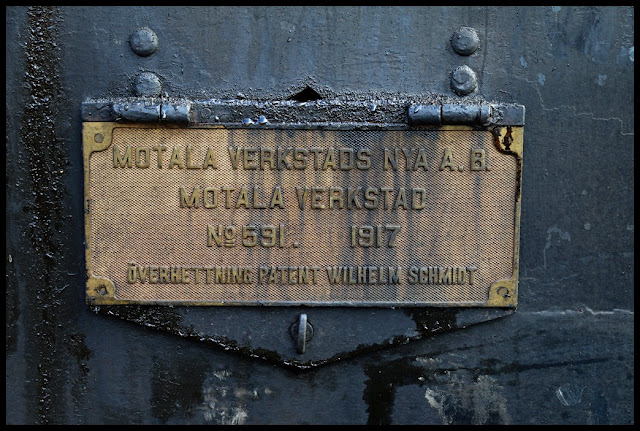 MOTALA VERKSTADS NYA A.B.
MOTALA VERKSTAD
No 591. 1917
ÖVERHETTNING PATENT WILHELM SCHMIDT